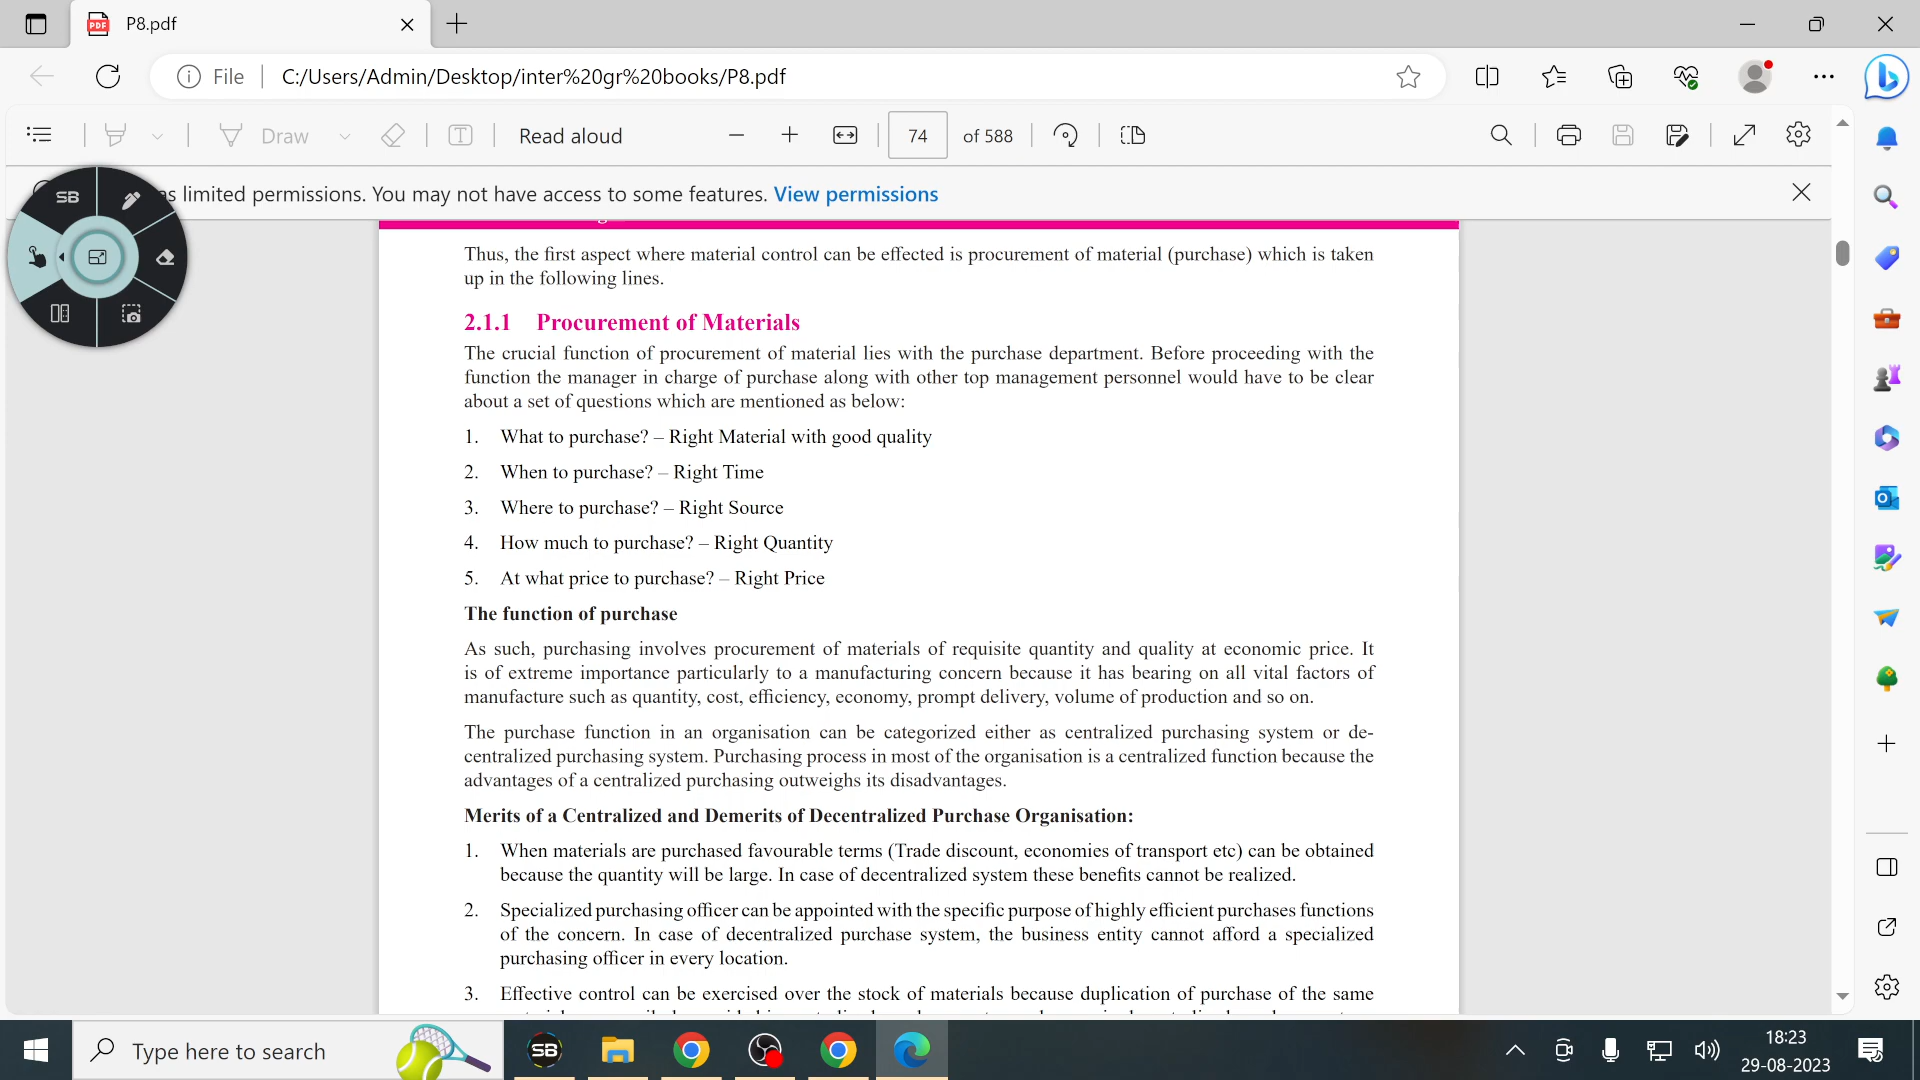 P8.pdf
File
C:/Users/Admin/Desktop/inter%20gr%20books/P8.pdf
Draw
Read aloud
74 of 588
SB
as limited permissions. You may not have access to some features. View permissions
Thus, the first aspect where material control can be effected is procurement of material (purchase) which is taken
up in the following lines.
2.1.1 Procurement of Materials
The crucial function of procurement of material lies with the purchase department. Before proceeding with the
function the manager in charge of purchase along with other top management personnel would have to be clear
about a set of questions which are mentioned as below:
1. What to purchase? – Right Material with good quality
2. When to purchase? – Right Time
3. Where to purchase? – Right Source
4. How much to purchase? – Right Quantity
5. At what price to purchase? – Right Price
The function of purchase
As such, purchasing involves procurement of materials of requisite quantity and quality at economic price. It
is of extreme importance particularly to a manufacturing concern because it has bearing on all vital factors of
manufacture such as quantity, cost, efficiency, economy, prompt delivery, volume of production and so on.
The purchase function in an organisation can be categorized either as centralized purchasing system or de-
centralized purchasing system. Purchasing process in most of the organisation is a centralized function because the
advantages of a centralized purchasing outweighs its disadvantages.
Merits of a Centralized and Demerits of Decentralized Purchase Organisation:
1. When materials are purchased favourable terms (Trade discount, economies of transport etc) can be obtained
because the quantity will be large. In case of decentralized system these benefits cannot be realized.
2. Specialized purchasing officer can be appointed with the specific purpose of highly efficient purchases functions
of the concern. In case of decentralized purchase system, the business entity cannot afford a specialized
purchasing officer in every location.
3. Effective control can be exercised over the stock of materials because duplication of purchase of the same
Type here to search
SB
18:23
29-08-2023